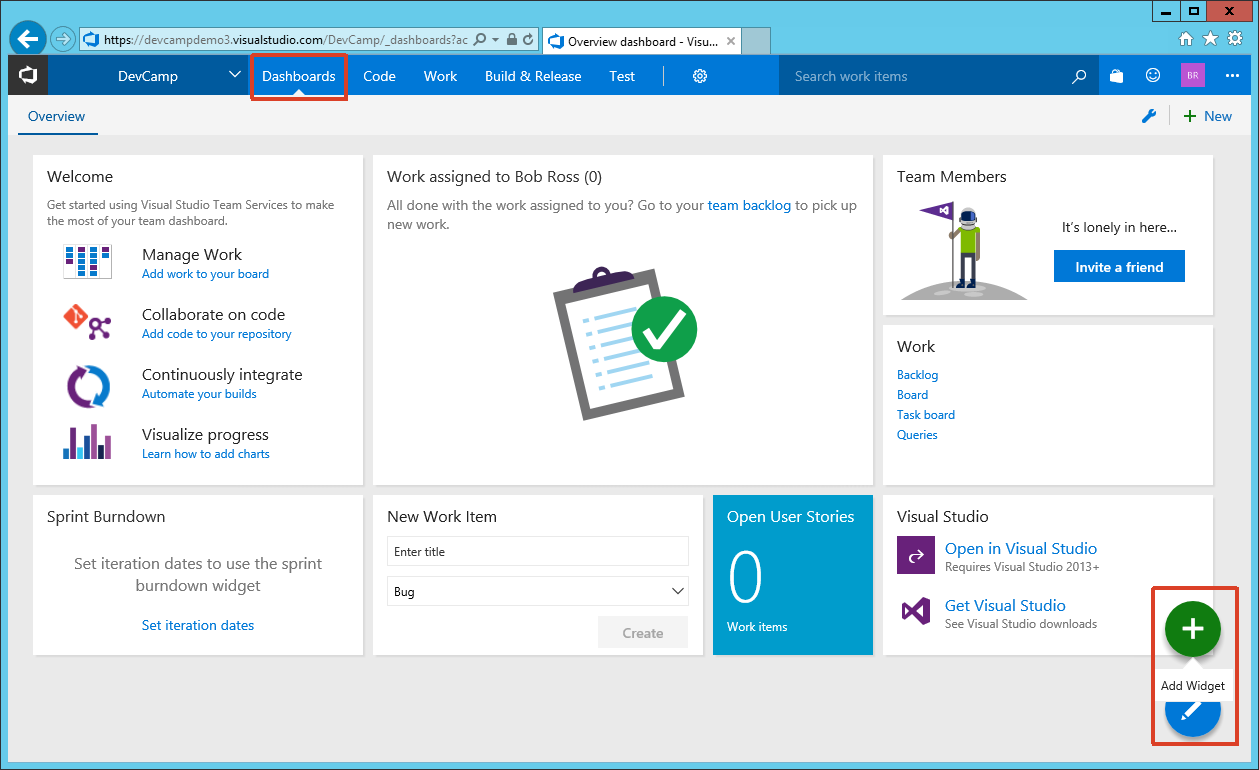 https://devcampdemo3.visualstudio.com/DevCamp/_dashboards?ac
Overview dashboard - Visu...
DevCamp
Dashboards
Code
Work
Build & Release
Test
Search work items
BR
Overview
New
Welcome
Get started using Visual Studio Team Services to make
the most of your team dashboard.
Manage Work
Add work to your board
Collaborate on code
Add code to your repository
Continuously integrate
Automate your builds
Visualize progress
Learn how to add charts
Work assigned to Bob Ross (0)
All done with the work assigned to you? Go to your team backlog to pick up
new work.
Team Members
It's lonely in here...
Invite a friend
Work
Backlog
Board
Task board
Queries
Sprint Burndown
Set iteration dates to use the sprint
burndown widget
Set iteration dates
New Work Item
Enter title
Bug
Create
Open User Stories
0
Work items
Visual Studio
Open in Visual Studio
Requires Visual Studio 2013+
Get Visual Studio
See Visual Studio downloads
Add Widget